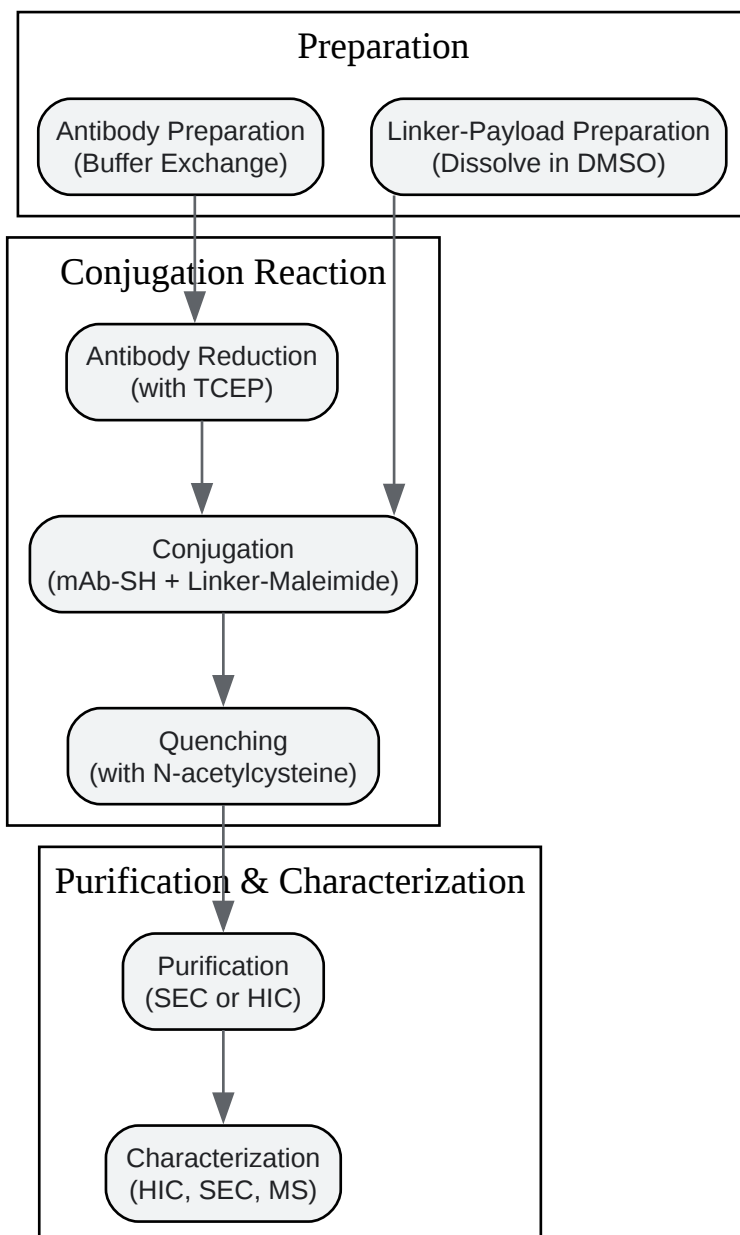 Preparation
Antibody Preparation
(Buffer Exchange)
Linker-Payload Preparation
(Dissolve in DMSO)
Conjugation Reaction
Antibody Reduction
(with TCEP)
Conjugation
(mAb-SH + Linker-Maleimide)
Quenching
(with N-acetylcysteine)
Purification & Characterization
Purification
(SEC or HIC)
Characterization
(HIC, SEC, MS)